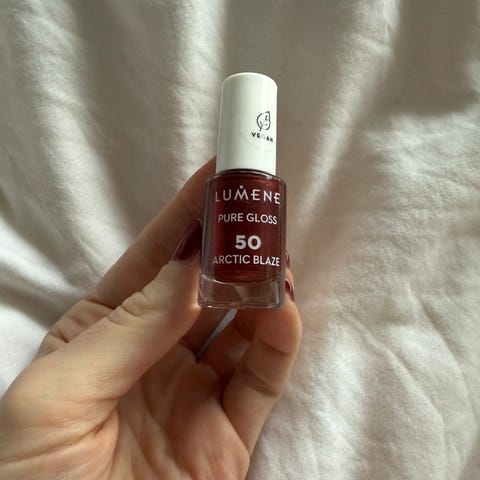 VEGAN
LUMENE
PURE GLOSS
50
ARCTIC BLAZE